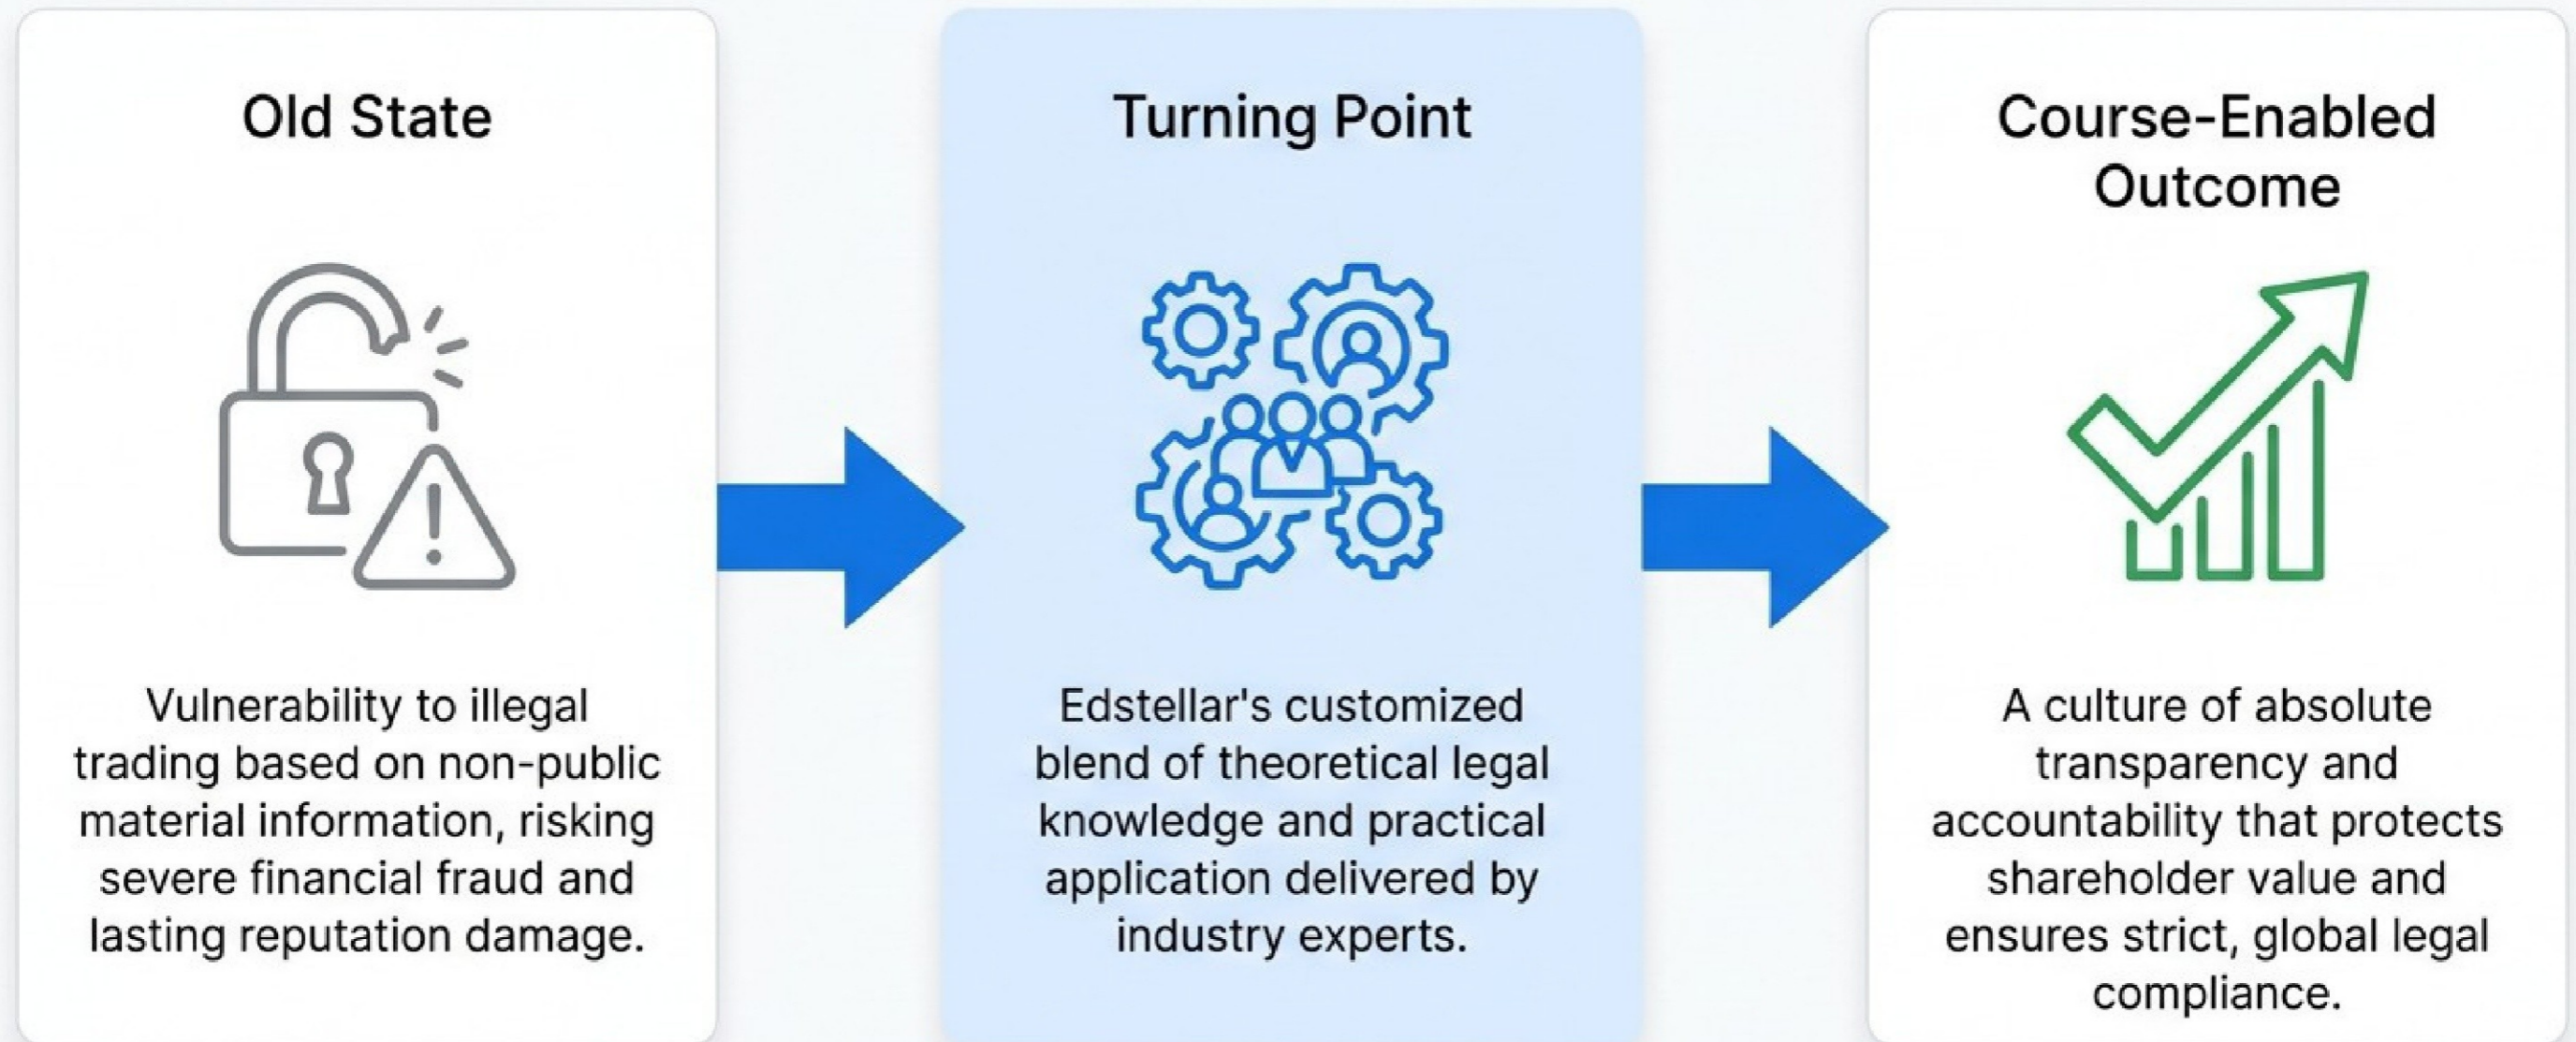 Old State
Vulnerability to illegal
trading based on non-public
material information, risking
severe financial fraud and
lasting reputation damage.
Turning Point
Edstellar's customized
blend of theoretical legal
knowledge and practical
application delivered by
industry experts.
Course-Enabled
Outcome
A culture of absolute
transparency and
accountability that protects
shareholder value and
ensures strict, global legal
compliance.